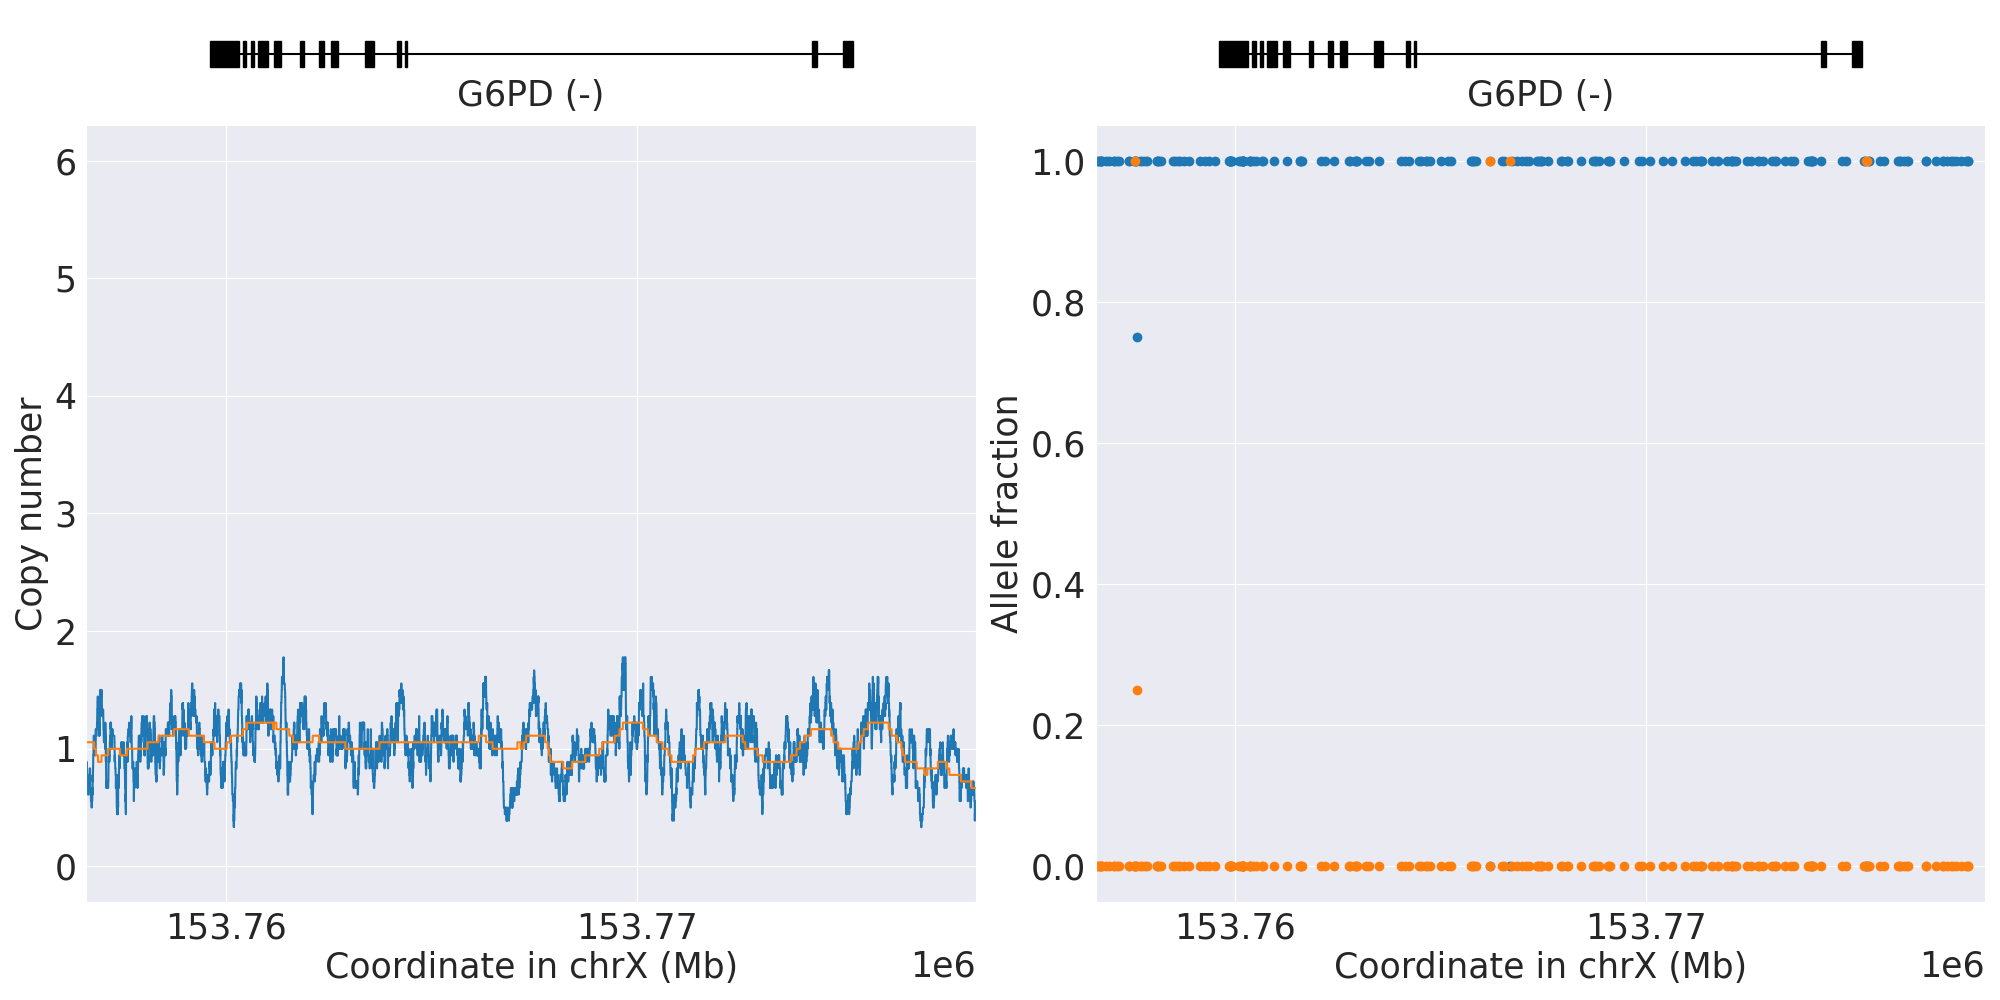 G6PD (-)
6
5
4
3
2
1
0
Copy number
153.76
153.77
Coordinate in chrX (Mb)
1e6
G6PD (-)
1.0
0.8
0.6
0.4
0.2
0.0
Allele fraction
153.76
153.77
Coordinate in chrX (Mb)
1e6